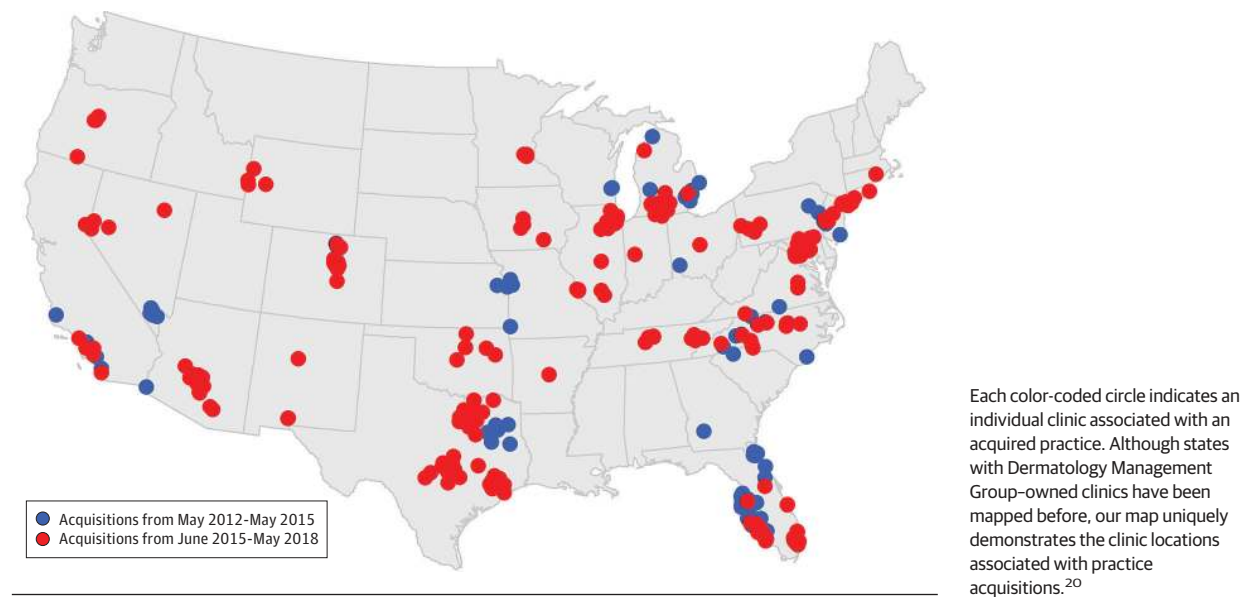 Acquisitions from May 2012-May 2015
Acquisitions from June 2015-May 2018
Each color-coded circle indicates an
individual clinic associated with an
acquired practice. Although states
with Dermatology Management
Group–owned clinics have been
mapped before, our map uniquely
demonstrates the clinic locations
associated with practice
acquisitions.20